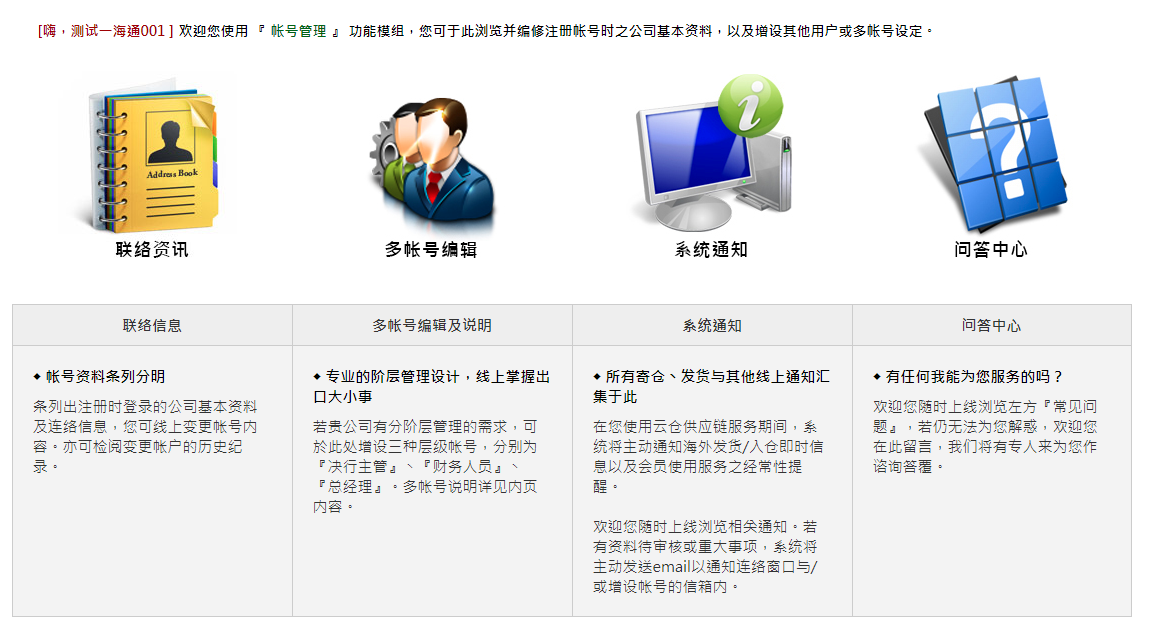 [嗨，测试一海通001 ] 欢迎您使用 『 帐号管理 』 功能模组，您可于此浏览并编修注册帐号时之公司基本资料，以及增设其他用户或多帐号设定。
Address Book
i
?
联络资讯
多帐号编辑
系统通知
问答中心
联络信息
多帐号编辑及说明
系统通知
问答中心
◆ 帐号资料条列分明
条列出注册时登录的公司基本资料
及连络信息，您可线上变更帐号内
容。亦可检阅变更帐户的历史纪
录。
◆ 专业的阶层管理设计，线上掌握出
口大小事
若贵公司有分阶层管理的需求，可
於此处增设三种层级帐号，分别为
『决行主管』、『财务人员』、
『总经理』。多帐号说明详见内页
内容。
◆ 所有寄仓、发货与其他线上通知汇
集于此
在您使用云仓供应链服务期间，系
统将主动通知海外发货/入仓即时信
息以及会员使用服务之经常性提
醒。
欢迎您随时上线浏览相关通知。若
有资料待审核或重大事项，系统将
主动发送email以通知连络窗口与/
或增设帐号的信箱内。
◆ 有任何我能为您服务的吗？
欢迎您随时上线浏览左方『常见问
题』，若仍无法为您解惑，欢迎您
在此留言，我们将有专人来为您作
谘询答覆。